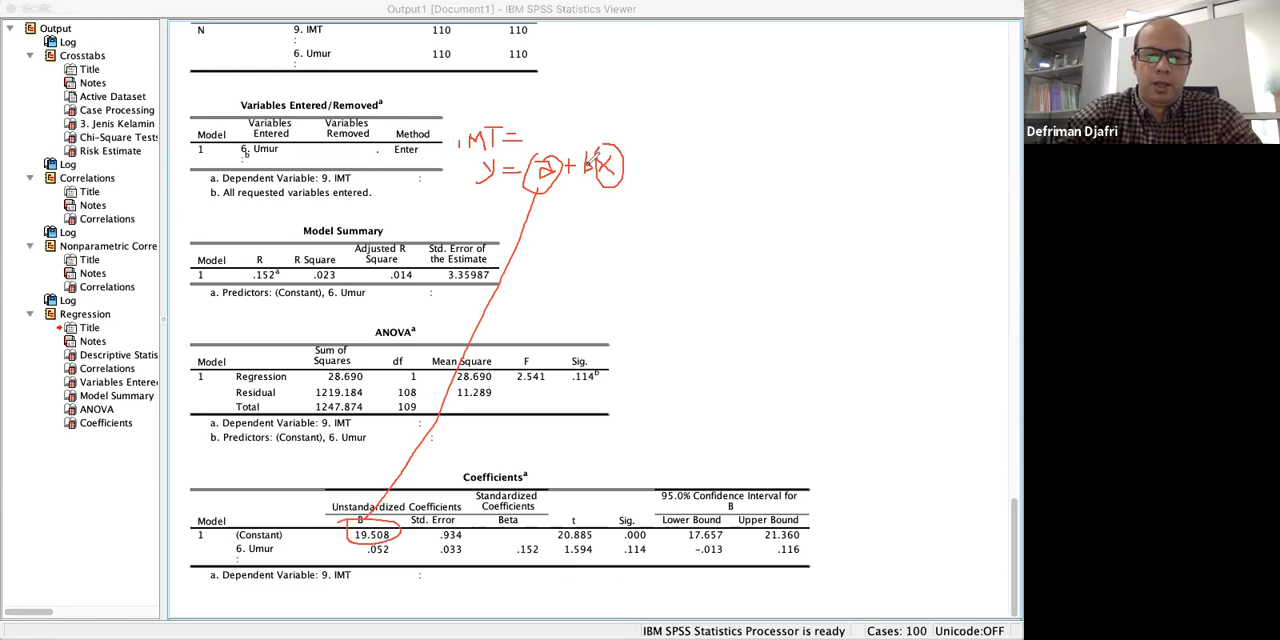 Output1 [Document1] - IBM SPSS Statistics Viewer
Output
Log
Crosstabs
Title
Notes
Active Dataset
Case Processing
3. Jenis Kelamin
Chi-Square Tests
Risk Estimate
Log
Correlations
Title
Notes
Correlations
Log
Nonparametric Corre
Title
Notes
Correlations
Log
Regression
Title
Notes
Descriptive Statis
Correlations
Variables Entere
Model Summary
ANOVA
Coefficients
N 9. IMT : 110 110
6. Umur : 110 110
Variables Entered/Removedᵃ
Model Variables Entered Variables Removed Method
1 6. Umur :ᵇ . Enter
a. Dependent Variable: 9. IMT :
b. All requested variables entered.
IMT =
y = a + bx
Model Summary
Model R R Square Adjusted R Square Std. Error of the Estimate
1 .152ᵃ .023 .014 3.35987
a. Predictors: (Constant), 6. Umur :
ANOVAᵃ
Model Sum of Squares df Mean Square F Sig.
1 Regression 28.690 1 28.690 2.541 .114ᵇ
Residual 1219.184 108 11.289
Total 1247.874 109
a. Dependent Variable: 9. IMT :
b. Predictors: (Constant), 6. Umur :
Coefficientsᵃ
Unstandardized Coefficients Standardized Coefficients 95.0% Confidence Interval for B
Model B Std. Error Beta t Sig. Lower Bound Upper Bound
1 (Constant) 19.508 .934 20.885 .000 17.657 21.360
6. Umur : .052 .033 .152 1.594 .114 -.013 .116
a. Dependent Variable: 9. IMT :
IBM SPSS Statistics Processor is ready Cases: 100 Unicode:OFF
Defriman Djafri